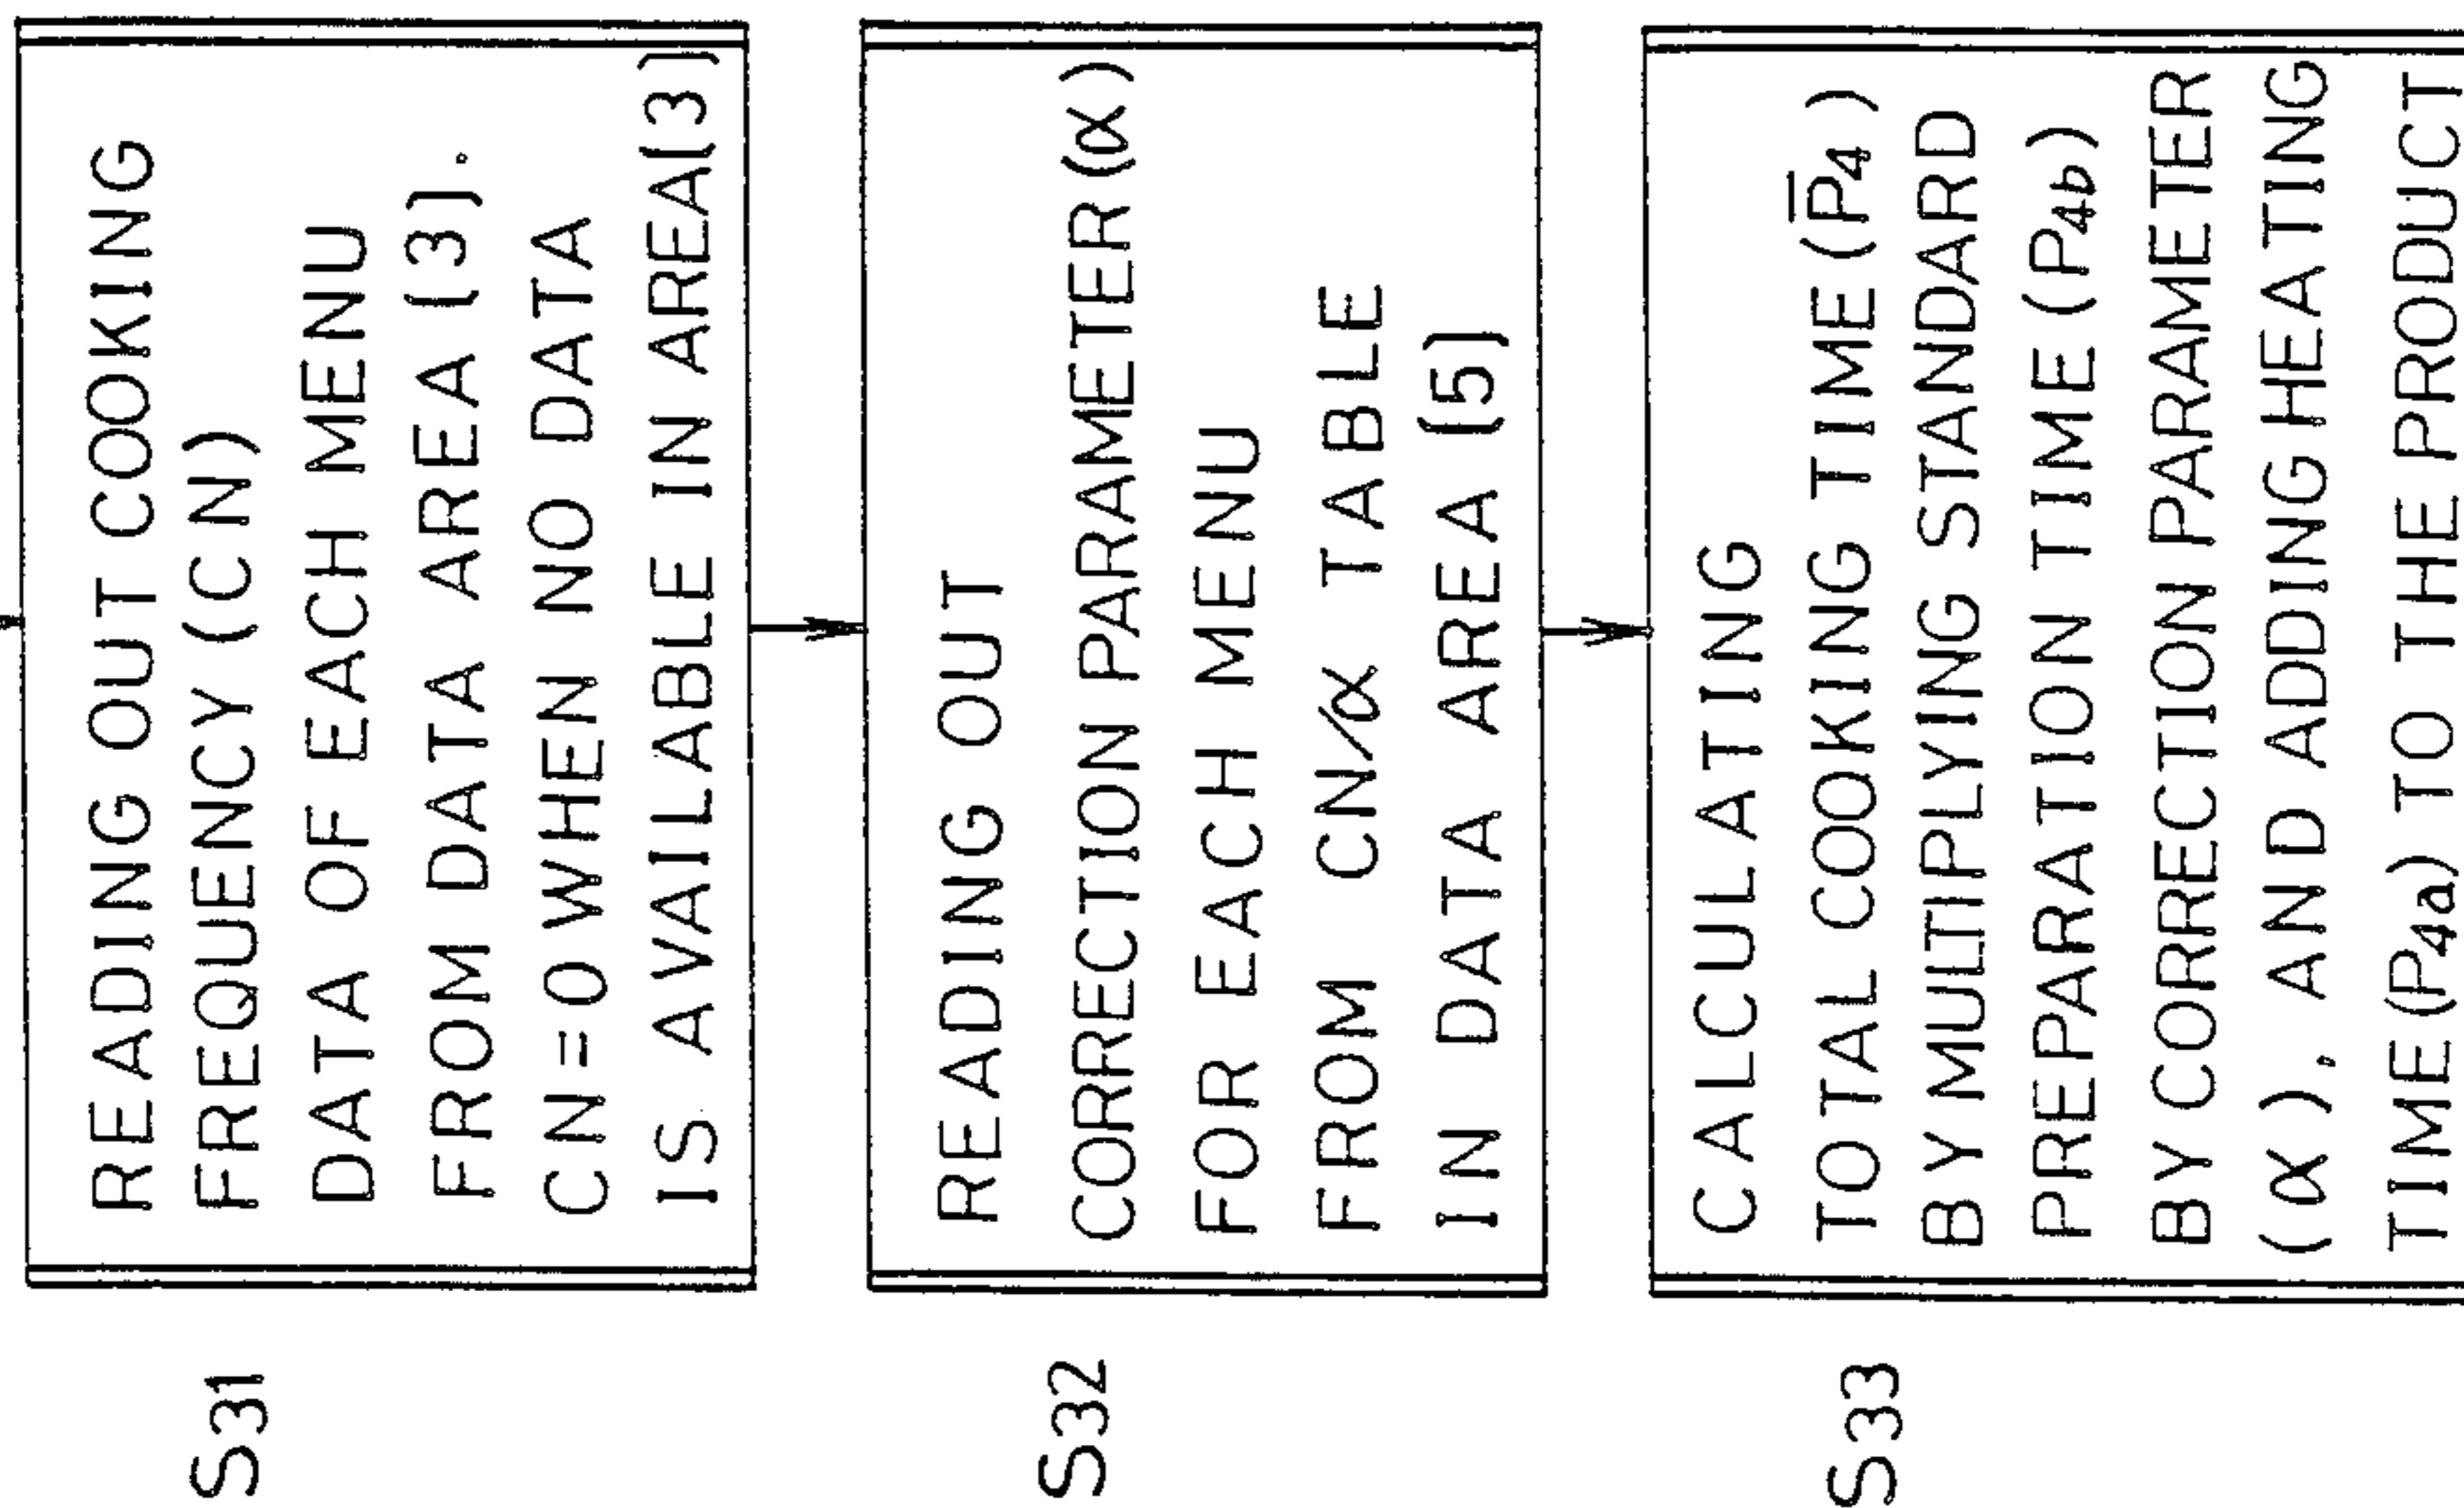 S31
READING OUT COOKING
FREQUENCY (CN)
DATA OF EACH MENU
FROM DATA AREA (3).
CN=0 WHEN NO DATA
IS AVAILABLE IN AREA(3)
S32
READING OUT
CORRECTION PARAMETER(α)
FOR EACH MENU
FROM CN/α TABLE
IN DATA AREA (5)
S33
CALCULATING
TOTAL COOKING TIME(P̅4)
BY MULTIPLYING STANDARD
PREPARATION TIME (P4b)
BY CORRECTION PARAMETER
(α), AND ADDING HEATING
TIME(P4a) TO THE PRODUCT